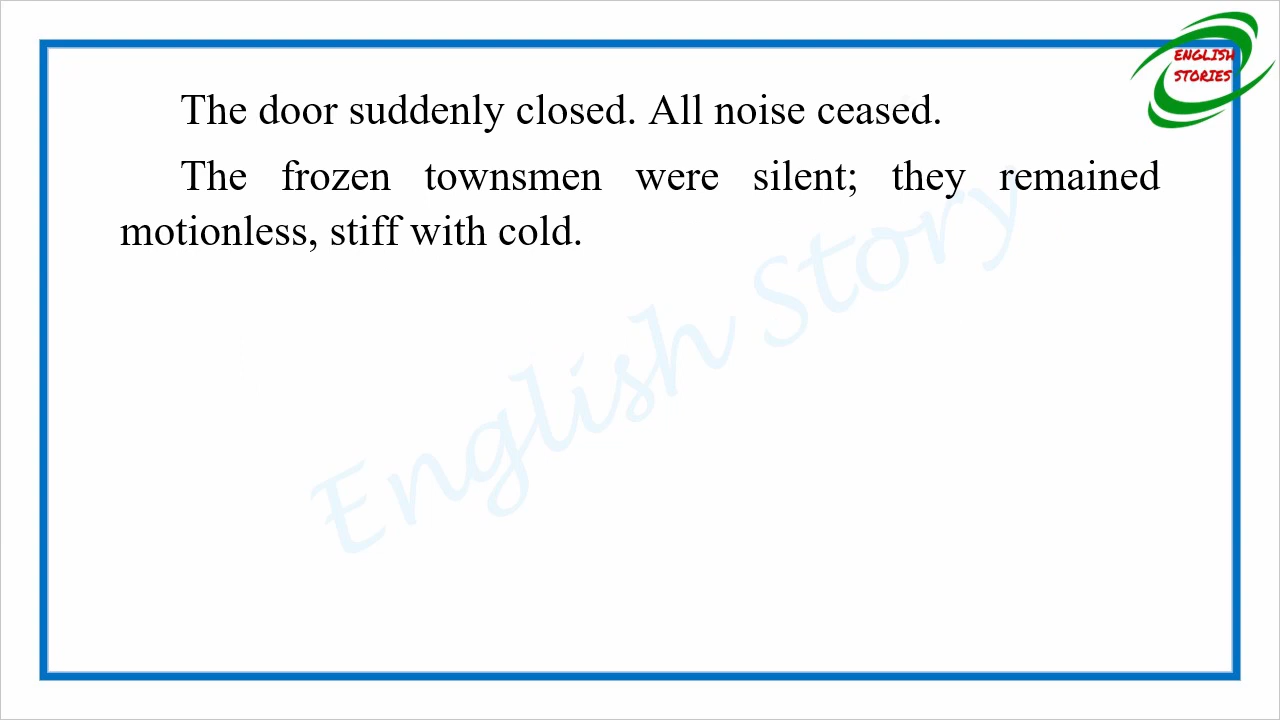 ENGLISH
STORIES
The door suddenly closed. All noise ceased.
The frozen townsmen were silent; they remained
motionless, stiff with cold.
English Story